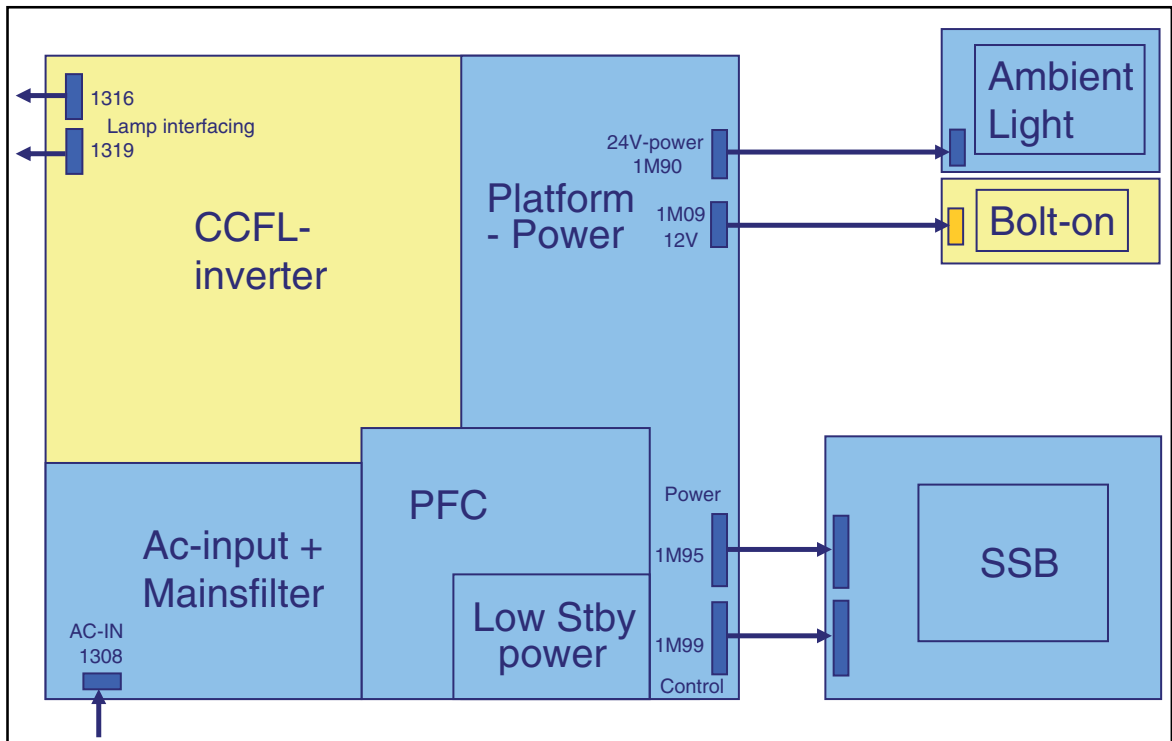 1316
Lamp interfacing
1319
CCFL-
inverter
24V-power
1M90
Platform
- Power
1M09
12V
Ambient
Light
Bolt-on
Ac-input +
Mainsfilter
AC-IN
1308
PFC
Low Stby
power
Power
1M95
1M99
Control
SSB